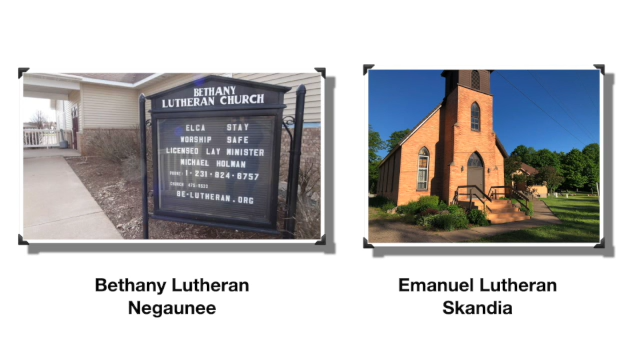 BETHANY
LUTHERAN CHURCH
ELCA STAY
WORSHIP SAFE
LICENSED LAY MINISTER
MICHAEL HOLMAN
PHONE: 1-231-824-6757
BE-LUTHERAN.ORG
Bethany Lutheran
Negaunee
Emanuel Lutheran
Skandia